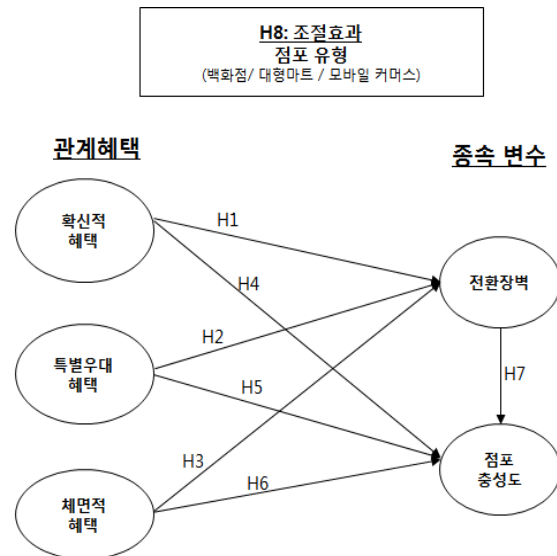 H8: 조절효과
점포 유형
(백화점/ 대형마트 / 모바일 커머스)
관계혜택
종속 변수
확신적
혜택
H1
전환장벽
H4
H2
특별우대
혜택
H5
H7
H3
점포
충성도
H6
체면적
혜택